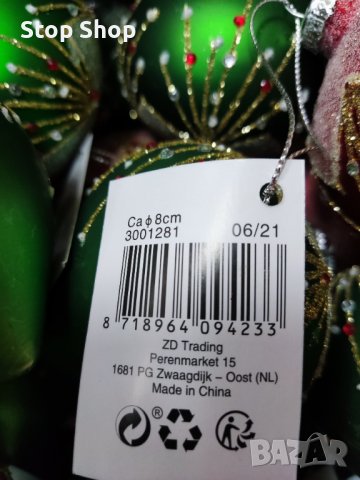 Stop Shop
Ca ϕ 8cm
3001281 06/21
8 718964 094233
ZD Trading
Perenmarket 15
1681 PG Zwaagdijk – Oost (NL)
Made in China
®
BAZAR